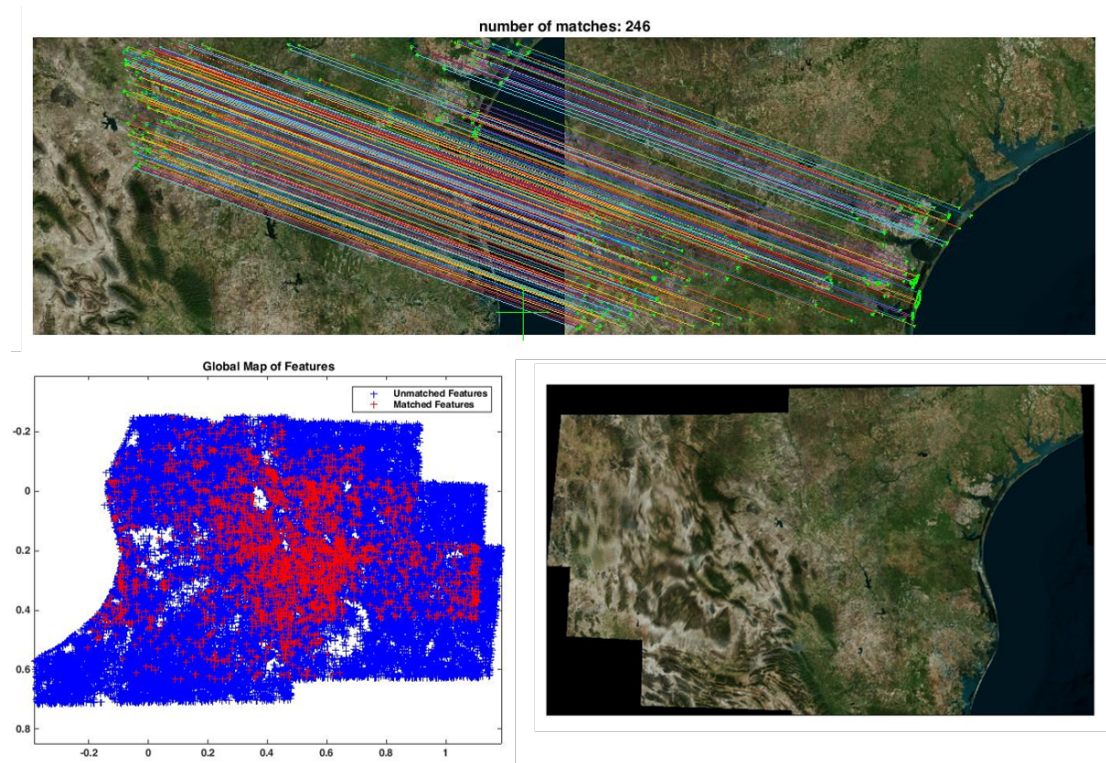 number of matches: 246
Global Map of Features
Unmatched Features
Matched Features
-0.2
0
0.2
0.4
0.6
0.8
-0.2 0 0.2 0.4 0.6 0.8 1